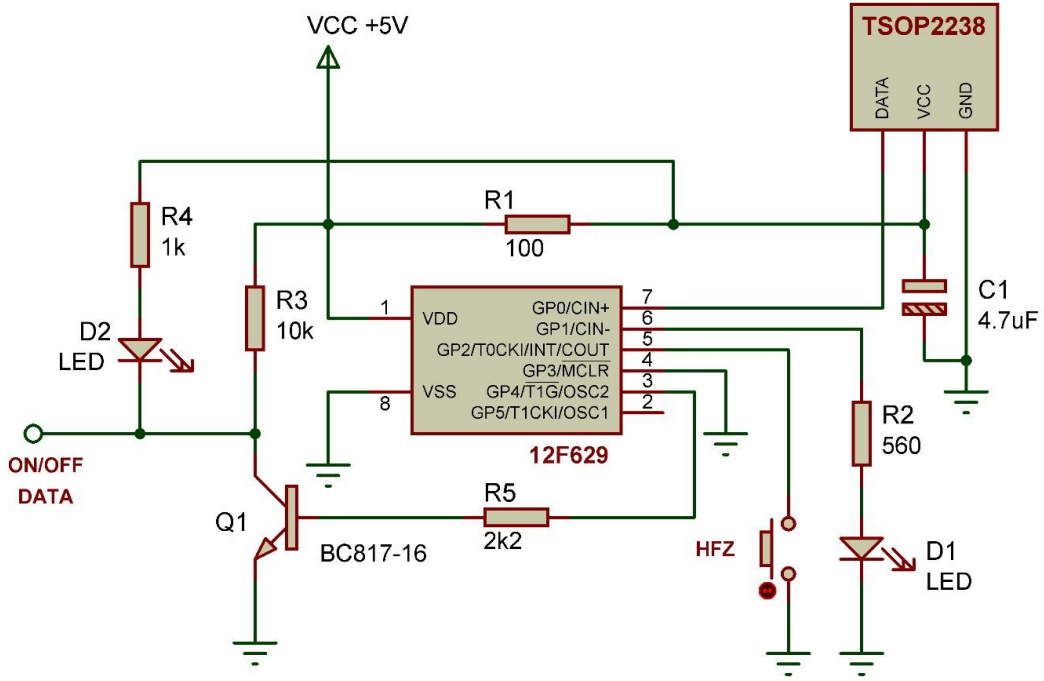 VCC +5V
TSOP2238
DATA
VCC
GND
R4
1k
R1
100
R3
10k
C1
4.7uF
D2
LED
1
VDD
8
VSS
GP0/CIN+
7
GP1/CIN-
6
GP2/T0CKI/INT/COUT
5
GP3/MCLR
4
GP4/T1G/OSC2
3
GP5/T1CKI/OSC1
2
12F629
R2
560
ON/OFF
DATA
Q1
BC817-16
R5
2k2
HFZ
D1
LED